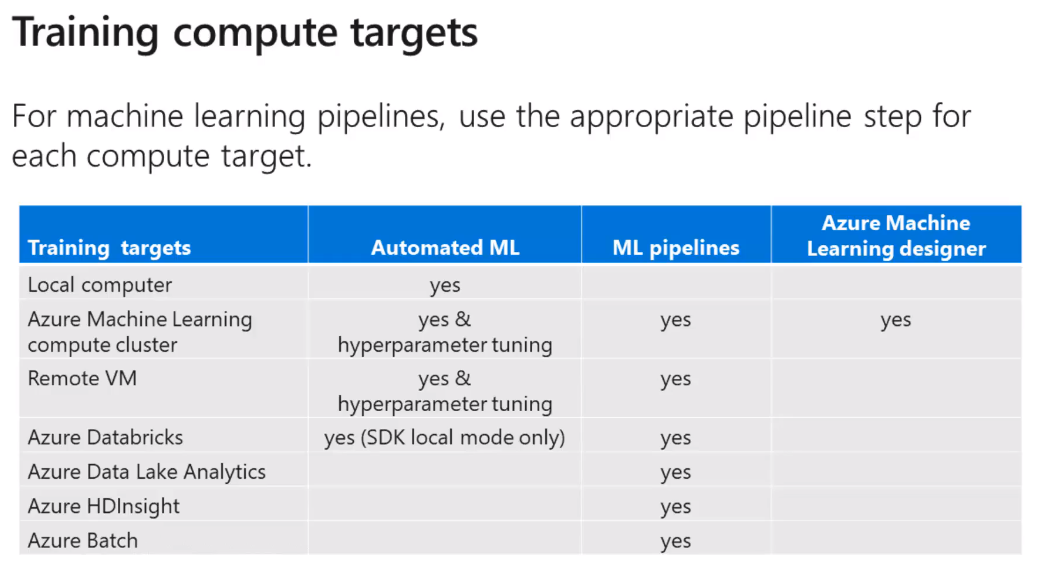 Training compute targets
For machine learning pipelines, use the appropriate pipeline step for
each compute target.
Training targets
Automated ML
ML pipelines
Azure Machine
Learning designer
Local computer
yes
Azure Machine Learning
compute cluster
yes &
hyperparameter tuning
yes
yes
Remote VM
yes &
hyperparameter tuning
yes
Azure Databricks
yes (SDK local mode only)
yes
Azure Data Lake Analytics
yes
Azure HDInsight
yes
Azure Batch
yes